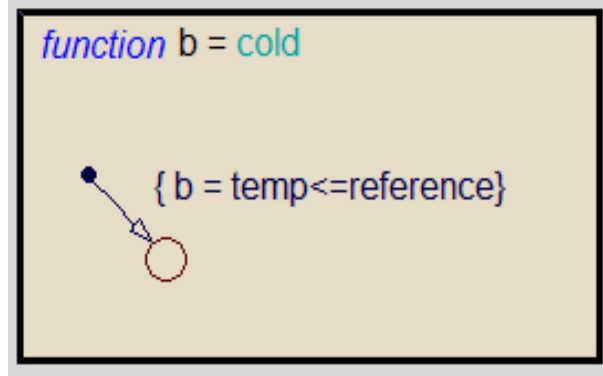 function b = cold
{ b = temp<=reference}